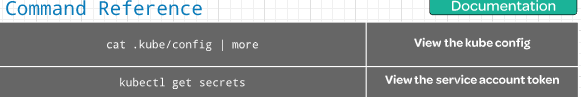 Command Reference
Documentation
cat .kube/config | more
View the kube config
kubectl get secrets
View the service account token